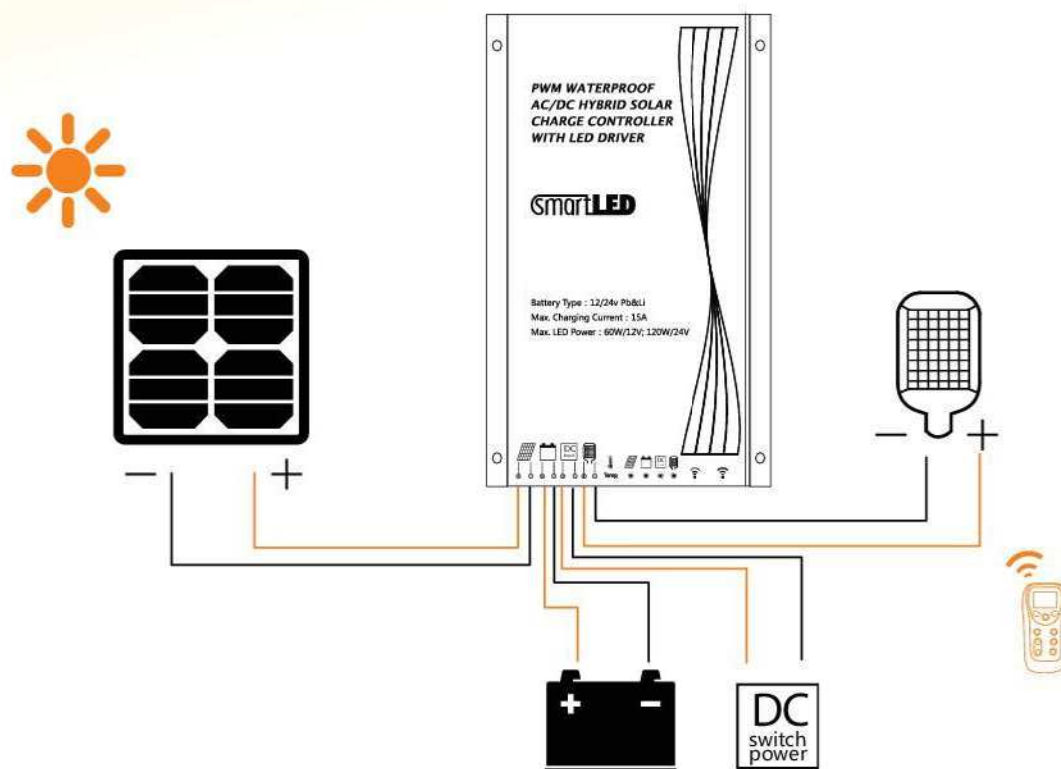 PWM WATERPROOF
AC/DC HYBRID SOLAR
CHARGE CONTROLLER
WITH LED DRIVER
smartLED
Battery Type : 12/24v Pb&Li
Max. Charging Current : 15A
Max. LED Power : 60W/12V; 120W/24V
DC
Temp
− +
− +
+ −
DC
switch
power